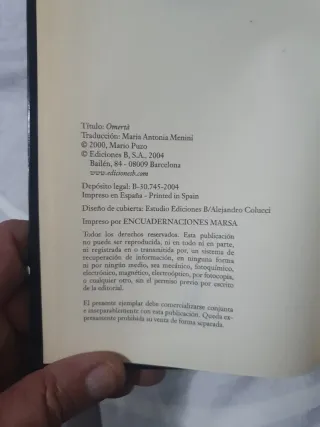 Título: Omertà
Traducción: María Antonia Menini
© 2000, Mario Puzo
© Ediciones B, S.A., 2004
Bailén, 84 - 08009 Barcelona
www.edicionesb.com
Depósito legal: B-30.745-2004
Impreso en España - Printed in Spain
Diseño de cubierta: Estudio Ediciones B/Alejandro Colucci
Impreso por ENCUADERNACIONES MARSA
Todos los derechos reservados. Esta publicación
no puede ser reproducida, ni en todo ni en parte,
ni registrada en o transmitida por, un sistema de
recuperación de información, en ninguna forma
ni por ningún medio, sea mecánico, fotoquímico,
electrónico, magnético, electroóptico, por fotocopia,
o cualquier otro, sin el permiso previo por escrito
de la editorial.
El presente ejemplar debe comercializarse conjunta
e inseparablemente con esta publicación. Queda ex-
presamente prohibida su venta de forma separada.